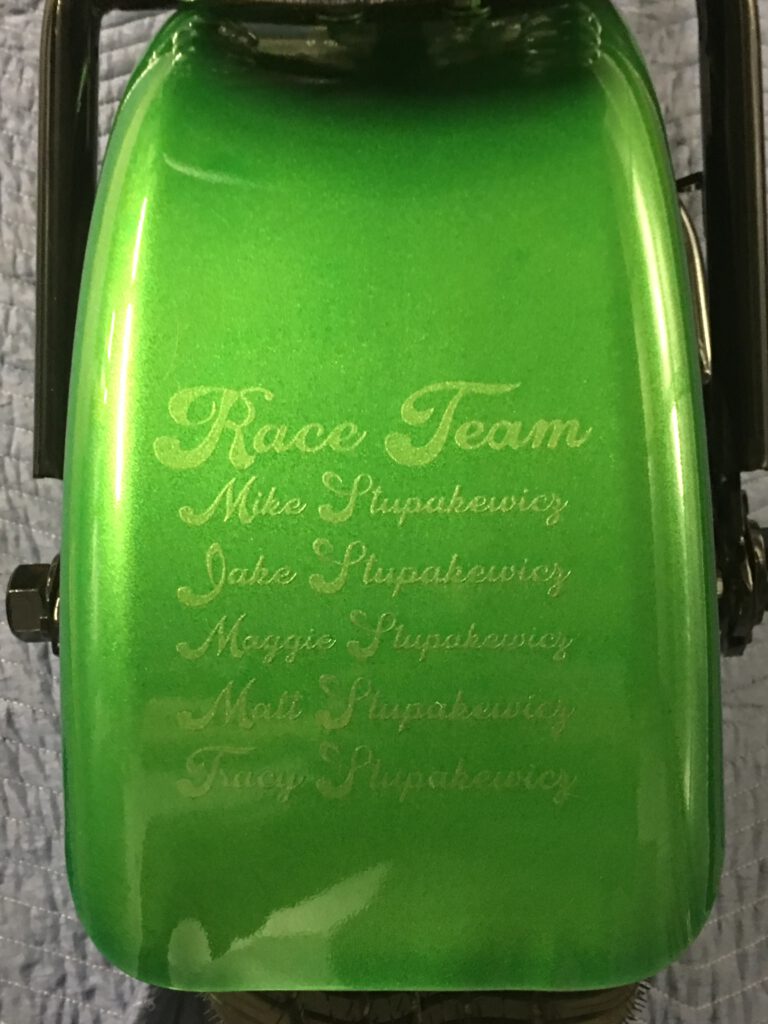 Race Team
Mike Stupakewicz
Jake Stupakewicz
Maggie Stupakewicz
Matt Stupakewicz
Tracy Stupakewicz